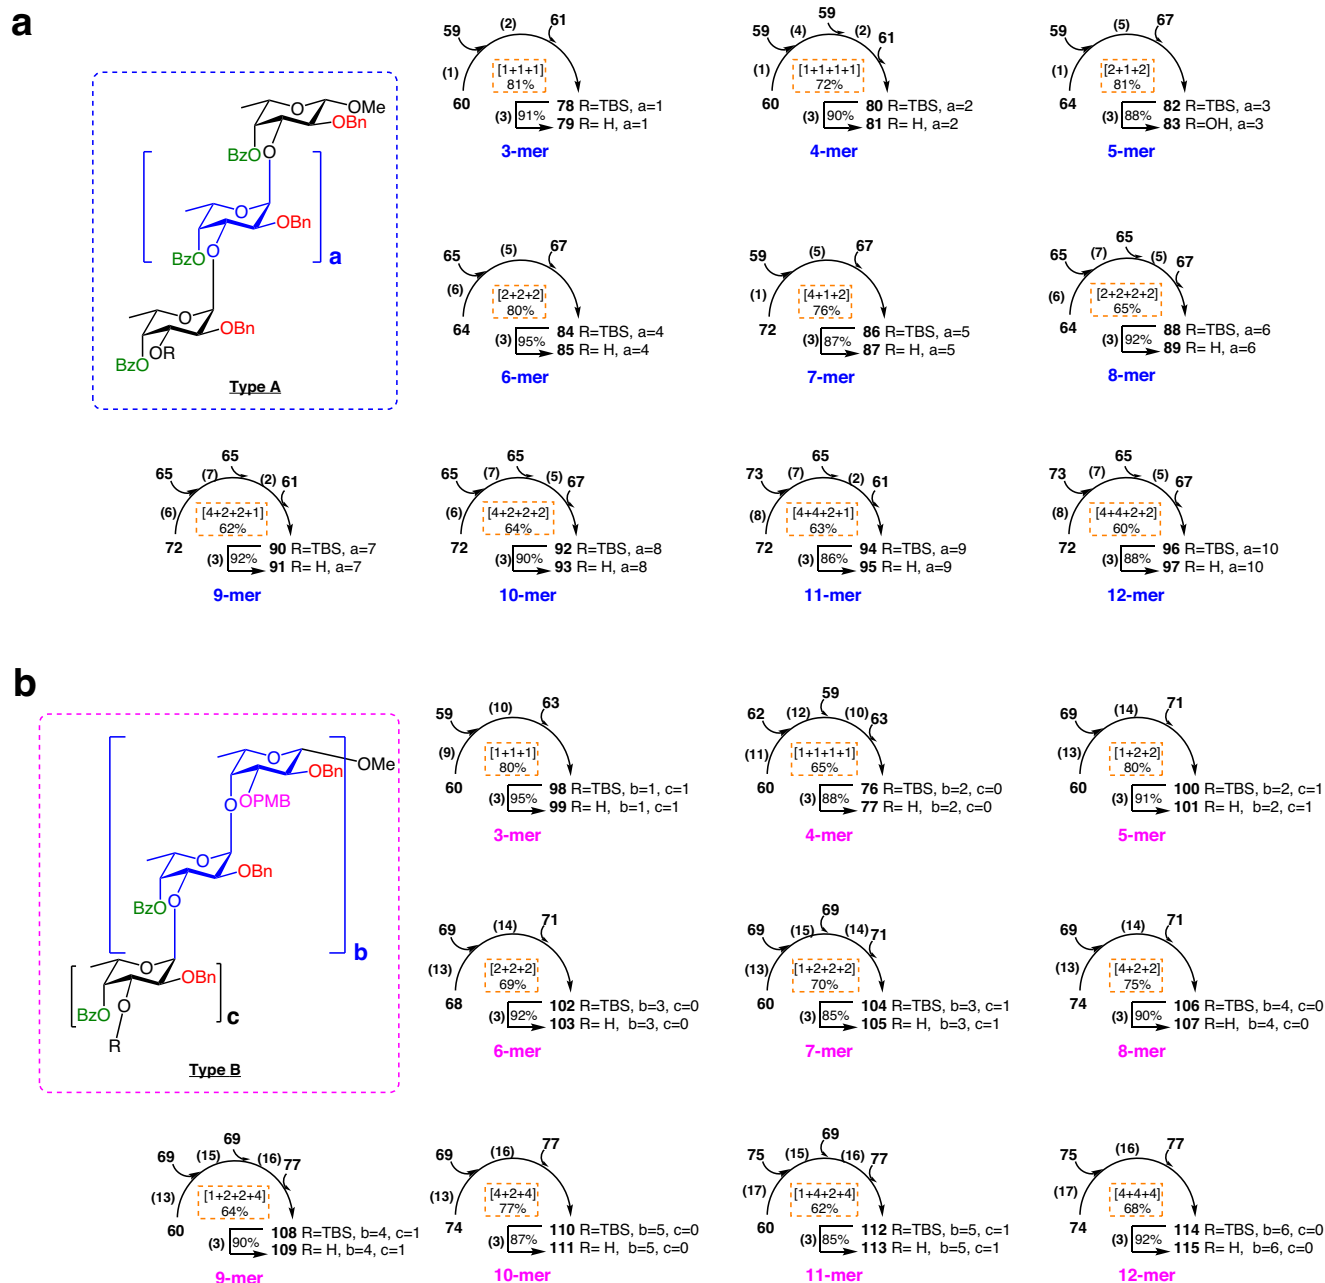 a
O
OMe
OBn
BzO
O
O
OBn
BzO
O
a
O
OBn
OR
BzO
Type A
59
(2)
61
(1)
[1+1+1]
81%
60
(3)
91%
78 R=TBS, a=1
79 R= H, a=1
3-mer
59
59
(4)
(2)
61
(1)
[1+1+1+1]
72%
60
(3)
90%
80 R=TBS, a=2
81 R= H, a=2
4-mer
59
(5)
67
(1)
[2+1+2]
81%
64
(3)
88%
82 R=TBS, a=3
83 R=OH, a=3
5-mer
65
(5)
67
(6)
[2+2+2]
80%
64
(3)
95%
84 R=TBS, a=4
85 R= H, a=4
6-mer
59
(5)
67
(1)
[4+1+2]
76%
72
(3)
87%
86 R=TBS, a=5
87 R= H, a=5
7-mer
65
65
(7)
(5)
67
(6)
[2+2+2+2]
65%
64
(3)
92%
88 R=TBS, a=6
89 R= H, a=6
8-mer
65
65
(7)
(2)
61
(6)
[4+2+2+1]
62%
72
(3)
92%
90 R=TBS, a=7
91 R= H, a=7
9-mer
65
65
(7)
(5)
67
(6)
[4+2+2+2]
64%
72
(3)
90%
92 R=TBS, a=8
93 R= H, a=8
10-mer
73
65
(7)
(2)
61
(8)
[4+4+2+1]
63%
72
(3)
86%
94 R=TBS, a=9
95 R= H, a=9
11-mer
73
65
(7)
(5)
67
(8)
[4+4+2+2]
60%
72
(3)
88%
96 R=TBS, a=10
97 R= H, a=10
12-mer
b
O
OMe
OBn
OPMB
O
O
OBn
BzO
O
b
O
OBn
BzO
O
c
R
Type B
59
(10)
63
(9)
[1+1+1]
80%
60
(3)
95%
98 R=TBS, b=1, c=1
99 R= H, b=1, c=1
3-mer
62
59
(12)
(10)
63
(11)
[1+1+1+1]
65%
60
(3)
88%
76 R=TBS, b=2, c=0
77 R= H, b=2, c=0
4-mer
69
(14)
71
(13)
[1+2+2]
80%
60
(3)
91%
100 R=TBS, b=2, c=1
101 R= H, b=2, c=1
5-mer
69
(14)
71
(13)
[2+2+2]
69%
68
(3)
92%
102 R=TBS, b=3, c=0
103 R= H, b=3, c=0
6-mer
69
69
(15)
(14)
71
(13)
[1+2+2+2]
70%
60
(3)
85%
104 R=TBS, b=3, c=1
105 R= H, b=3, c=1
7-mer
69
(14)
71
(13)
[4+2+2]
75%
74
(3)
90%
106 R=TBS, b=4, c=0
107 R=H, b=4, c=0
8-mer
69
69
(15)
(16)
77
(13)
[1+2+2+4]
64%
60
(3)
90%
108 R=TBS, b=4, c=1
109 R= H, b=4, c=1
9-mer
69
(16)
77
(13)
[4+2+4]
77%
74
(3)
87%
110 R=TBS, b=5, c=0
111 R= H, b=5, c=0
10-mer
75
69
(15)
(16)
77
(17)
[1+4+2+4]
62%
60
(3)
85%
112 R=TBS, b=5, c=1
113 R= H, b=5, c=1
11-mer
75
(16)
77
(17)
[4+4+4]
68%
74
(3)
92%
114 R=TBS, b=6, c=0
115 R= H, b=6, c=0
12-mer